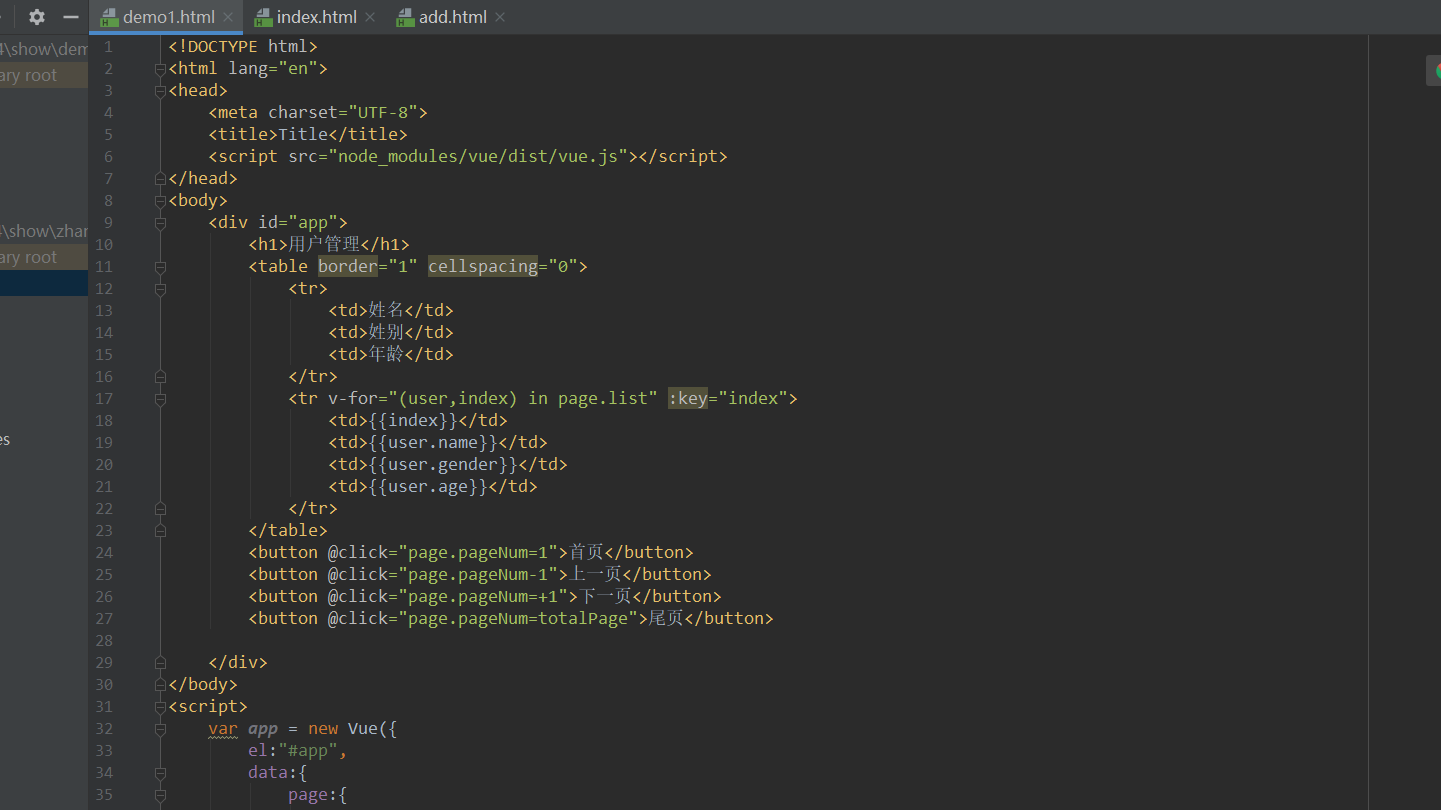 demo1.html index.html add.html
4\show\dem
ary root
4\show\zhar
ary root
es
1 <!DOCTYPE html>
2 <html lang="en">
3 <head>
4 <meta charset="UTF-8">
5 <title>Title</title>
6 <script src="node_modules/vue/dist/vue.js"></script>
7 </head>
8 <body>
9 <div id="app">
10 <h1>用户管理</h1>
11 <table border="1" cellspacing="0">
12 <tr>
13 <td>姓名</td>
14 <td>姓别</td>
15 <td>年龄</td>
16 </tr>
17 <tr v-for="(user,index) in page.list" :key="index">
18 <td>{{index}}</td>
19 <td>{{user.name}}</td>
20 <td>{{user.gender}}</td>
21 <td>{{user.age}}</td>
22 </tr>
23 </table>
24 <button @click="page.pageNum=1">首页</button>
25 <button @click="page.pageNum-1">上一页</button>
26 <button @click="page.pageNum=+1">下一页</button>
27 <button @click="page.pageNum=totalPage">尾页</button>
28
29 </div>
30 </body>
31 <script>
32 var app = new Vue({
33 el:"#app",
34 data:{
35 page:{